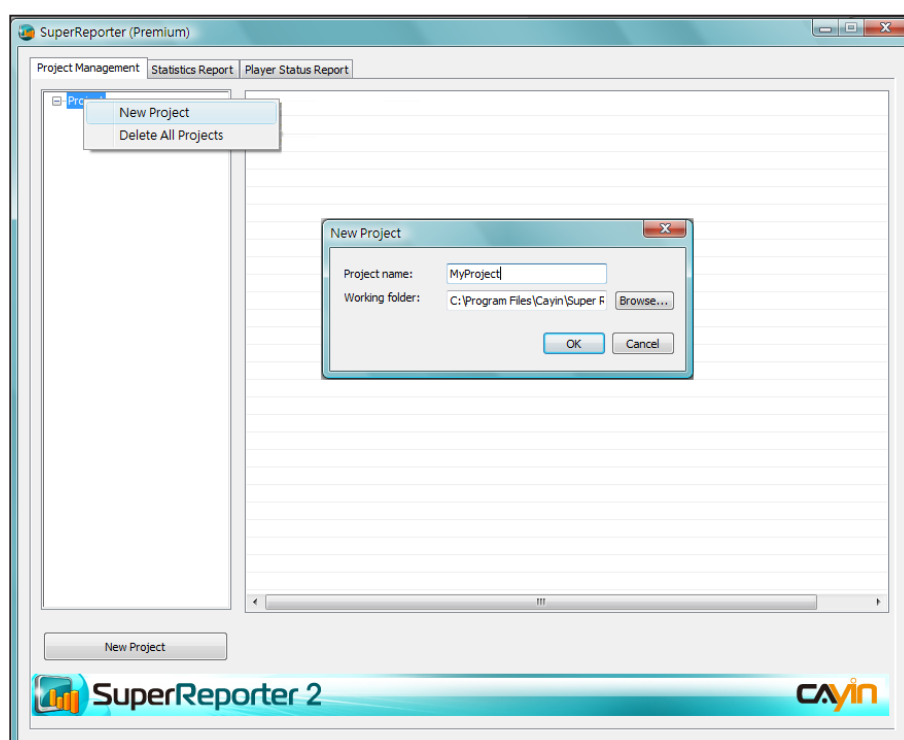 SuperReporter (Premium)
Project Management Statistics Report Player Status Report
New Project
Delete All Projects
New Project
Project name: MyProject
Working folder: C:\Program Files\Cayin\Super R Browse...
OK Cancel
New Project
SuperReporter 2 CAYIN